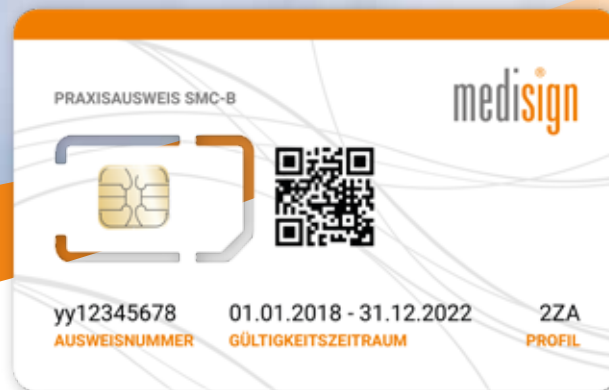 PRAXISAUSWEIS SMC-B
medisign®
yy12345678 01.01.2018 - 31.12.2022 2ZA
AUSWEISNUMMER GÜLTIGKEITSZEITRAUM PROFIL